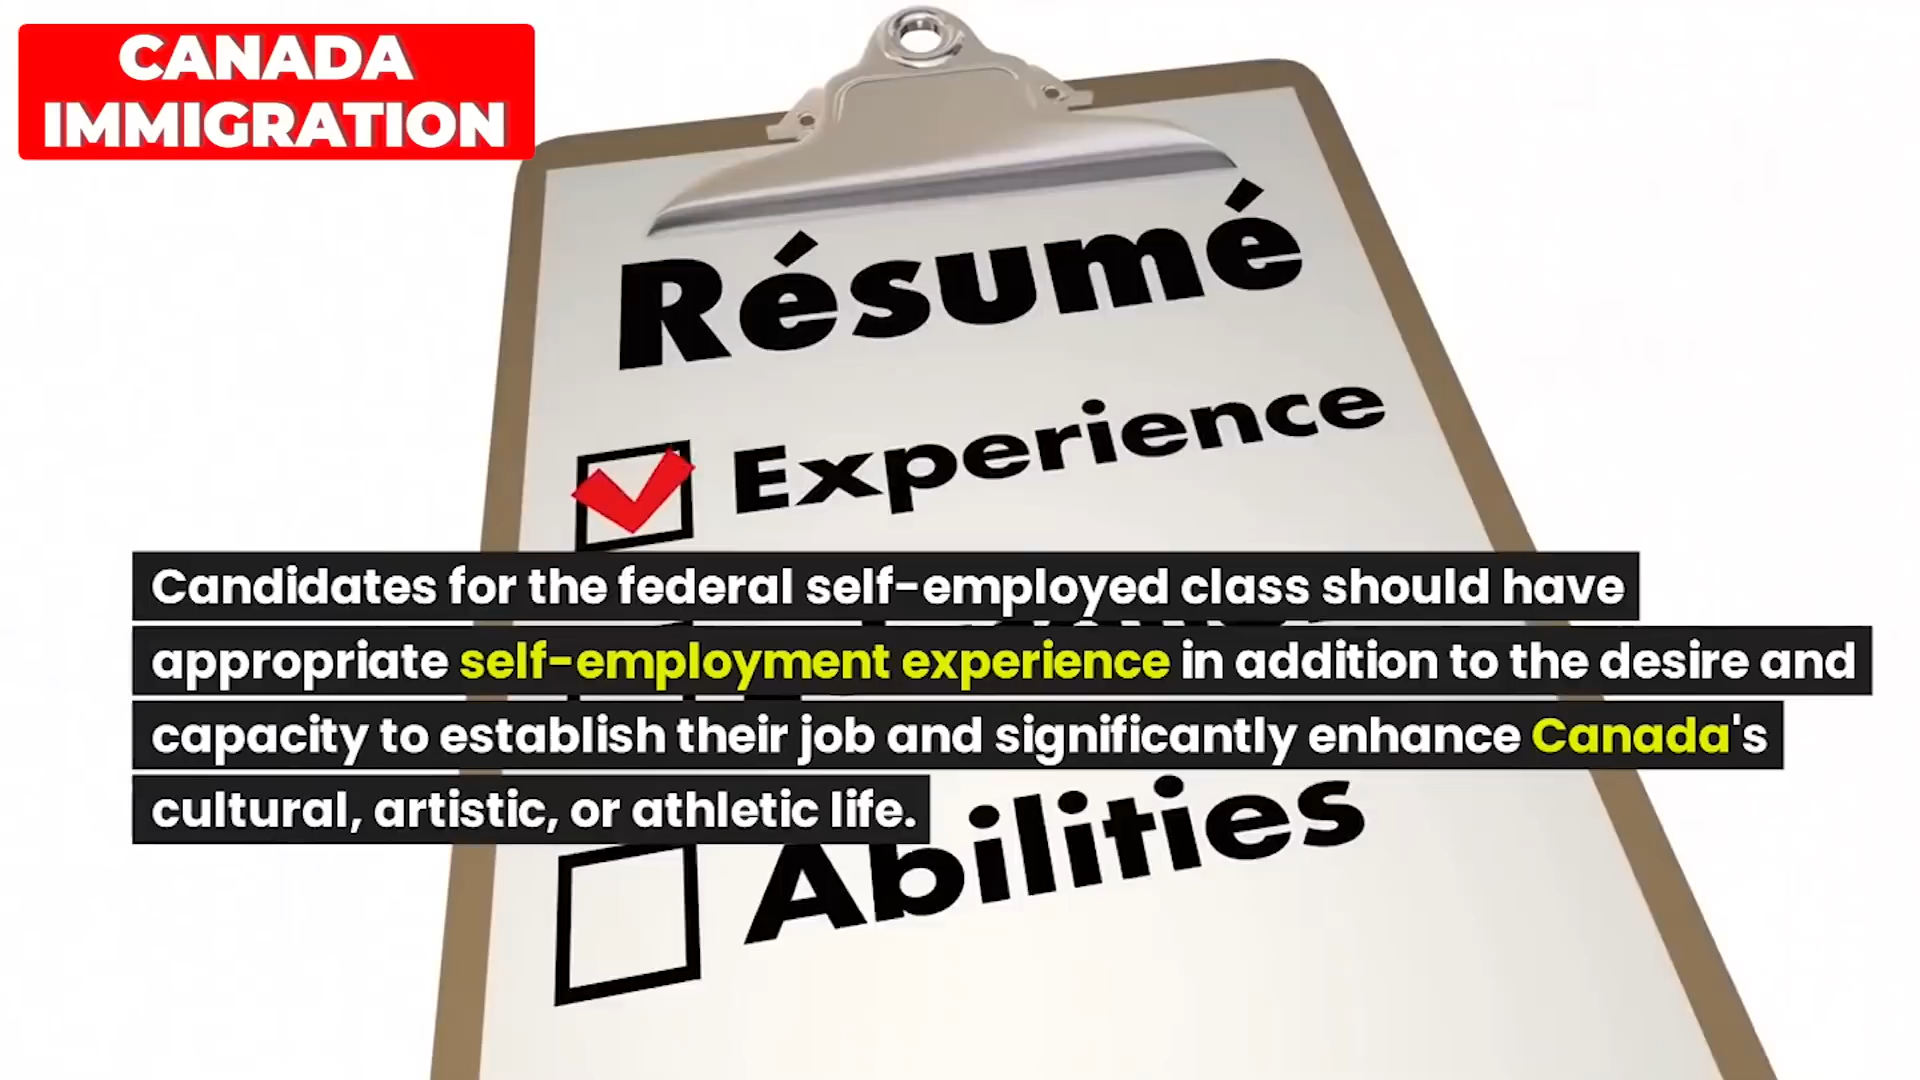 CANADA
IMMIGRATION
Résumé
Experience
Candidates for the federal self-employed class should have
appropriate self-employment experience in addition to the desire and
capacity to establish their job and significantly enhance Canada's
cultural, artistic, or athletic life.
Abilities